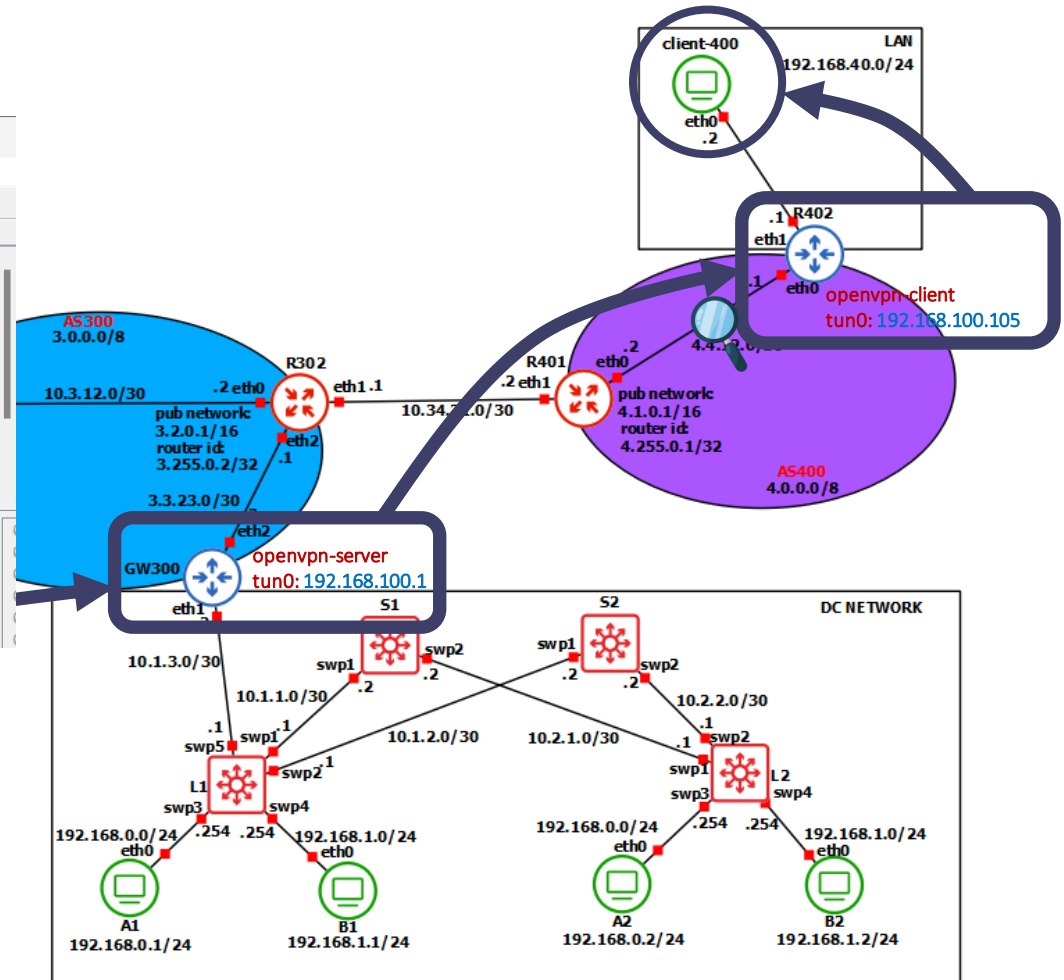 client-400
LAN
192.168.40.0/24
eth0
.2
.1
R402
eth1
.1
eth0
openvpn-client
tun0: 192.168.100.105
AS300
3.0.0.0/8
R302
R401
.2
eth0
10.3.12.0/30
.2 eth0
eth1 .1
.2 eth1
pub network:
3.2.0.1/16
router id:
3.255.0.2/32
eth2
.1
pub network:
4.1.0.1/16
router id:
4.255.0.1/32
AS400
4.0.0.0/8
3.3.23.0/30
eth2
GW300
openvpn-server
tun0: 192.168.100.1
eth1
S1
S2
DC NETWORK
10.1.3.0/30
swp1
.2
swp2
.2
swp1
.2
swp2
.2
10.1.1.0/30
10.2.2.0/30
10.1.2.0/30
10.2.1.0/30
.1
swp5
swp1
.1
swp2
.1
.1
swp2
.1
swp1
L1
L2
swp3
swp4
swp3
swp4
192.168.0.0/24
.254
.254
192.168.1.0/24
192.168.0.0/24
.254
.254
192.168.1.0/24
eth0
eth0
eth0
eth0
A1
192.168.0.1/24
B1
192.168.1.1/24
A2
192.168.0.2/24
B2
192.168.1.2/24